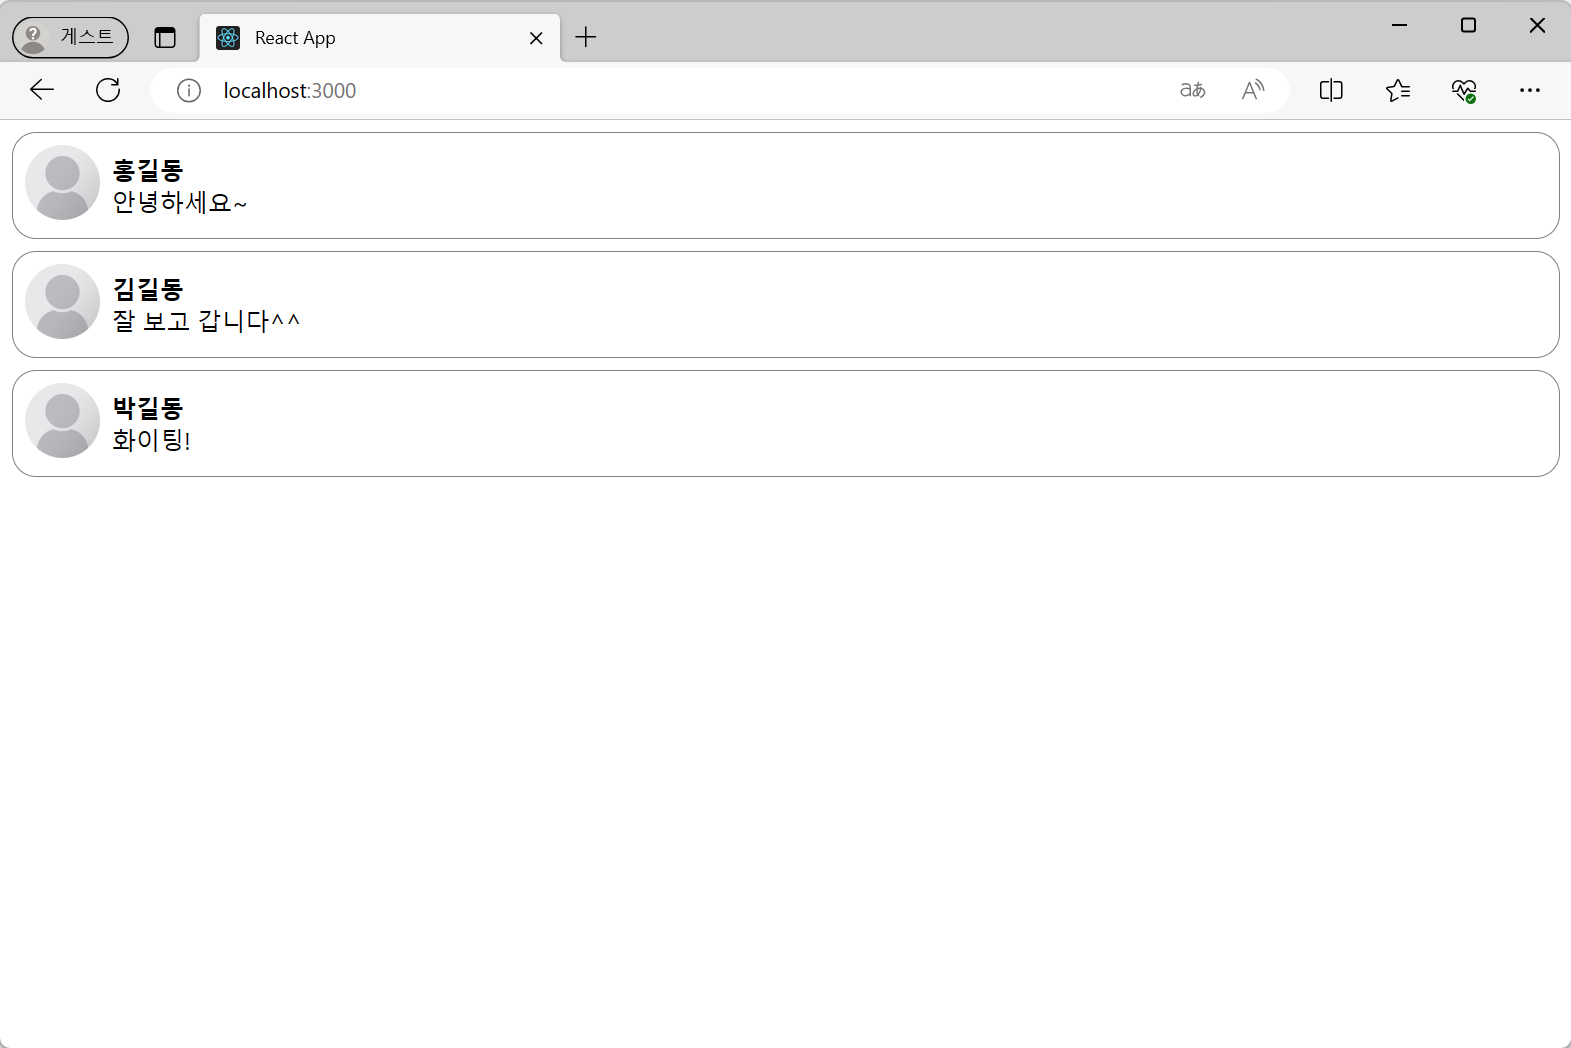 게스트
React App
localhost:3000
aあ
A
홍길동
안녕하세요~
김길동
잘 보고 갑니다^^
박길동
화이팅!